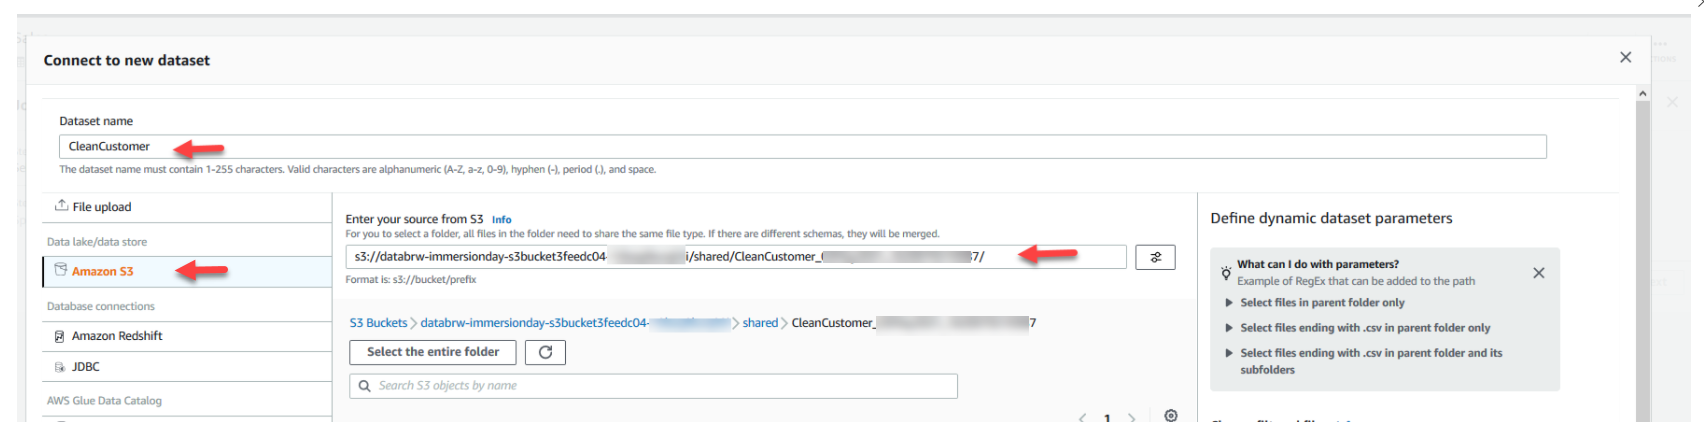 Connect to new dataset
Dataset name
CleanCustomer
The dataset name must contain 1-255 characters. Valid characters are alphanumeric (A-Z, a-z, 0-9), hyphen (-), period (.), and space.
File upload
Data lake/data store
Amazon S3
Database connections
Amazon Redshift
JDBC
AWS Glue Data Catalog
Enter your source from S3 Info
For you to select a folder, all files in the folder need to share the same file type. If there are different schemas, they will be merged.
s3://databrw-immersionday-s3bucket3feedc04- i/shared/CleanCustomer_ 7/
Format is: s3://bucket/prefix
S3 Buckets > databrw-immersionday-s3bucket3feedc04- > shared > CleanCustomer_ 7
Select the entire folder
Search S3 objects by name
< 1 >
Define dynamic dataset parameters
What can I do with parameters?
Example of RegEx that can be added to the path
Select files in parent folder only
Select files ending with .csv in parent folder only
Select files ending with .csv in parent folder and its
subfolders